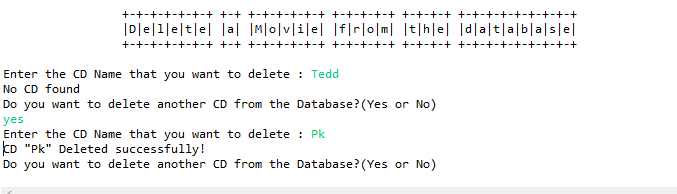 +-+-+-+-+-+-+ +-+ +-+-+-+-+-+ +-+-+-+-+ +-+-+-+ +-+-+-+-+-+-+-+-+
|D|e|l|e|t|e| |a| |M|o|v|i|e| |f|r|o|m| |t|h|e| |d|a|t|a|b|a|s|e|
+-+-+-+-+-+-+ +-+ +-+-+-+-+-+ +-+-+-+-+ +-+-+-+ +-+-+-+-+-+-+-+-+
Enter the CD Name that you want to delete : Tedd
No CD found
Do you want to delete another CD from the Database?(Yes or No)
yes
Enter the CD Name that you want to delete : Pk
CD "Pk" Deleted successfully!
Do you want to delete another CD from the Database?(Yes or No)